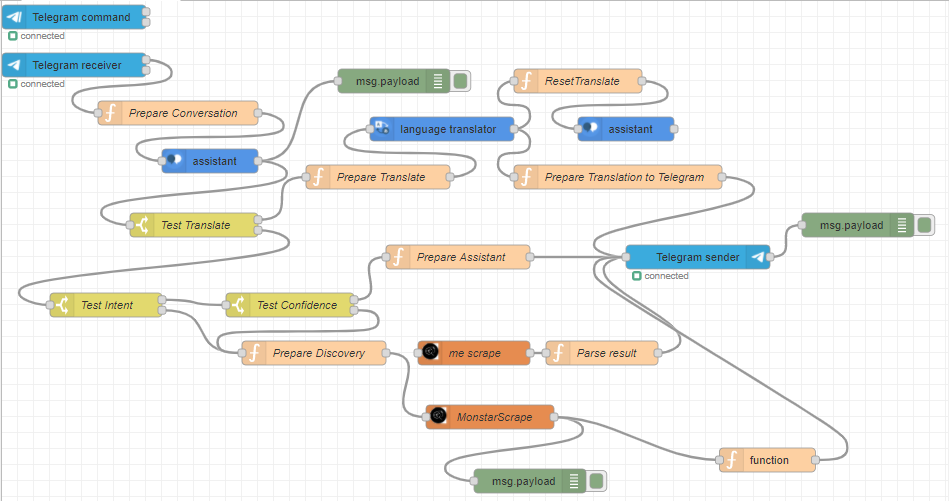 Telegram command
connected
Telegram receiver
connected
msg.payload
ResetTranslate
Prepare Conversation
language translator
assistant
assistant
Prepare Translate
Prepare Translation to Telegram
Test Translate
msg.payload
Prepare Assistant
Telegram sender
connected
Test Intent
Test Confidence
Prepare Discovery
me scrape
Parse result
MonstarScrape
function
msg.payload